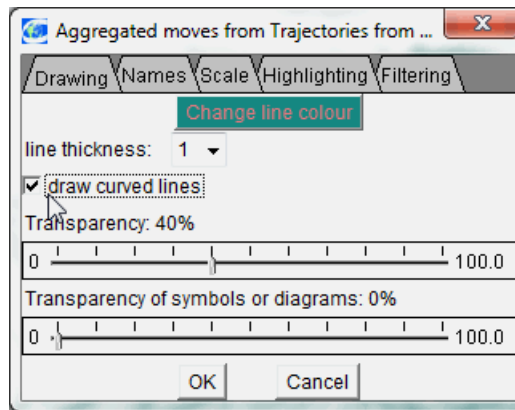 Aggregated moves from Trajectories from ...
Drawing Names Scale Highlighting Filtering
Change line colour
line thickness: 1
draw curved lines
Transparency: 40%
0 100.0
Transparency of symbols or diagrams: 0%
0 100.0
OK Cancel